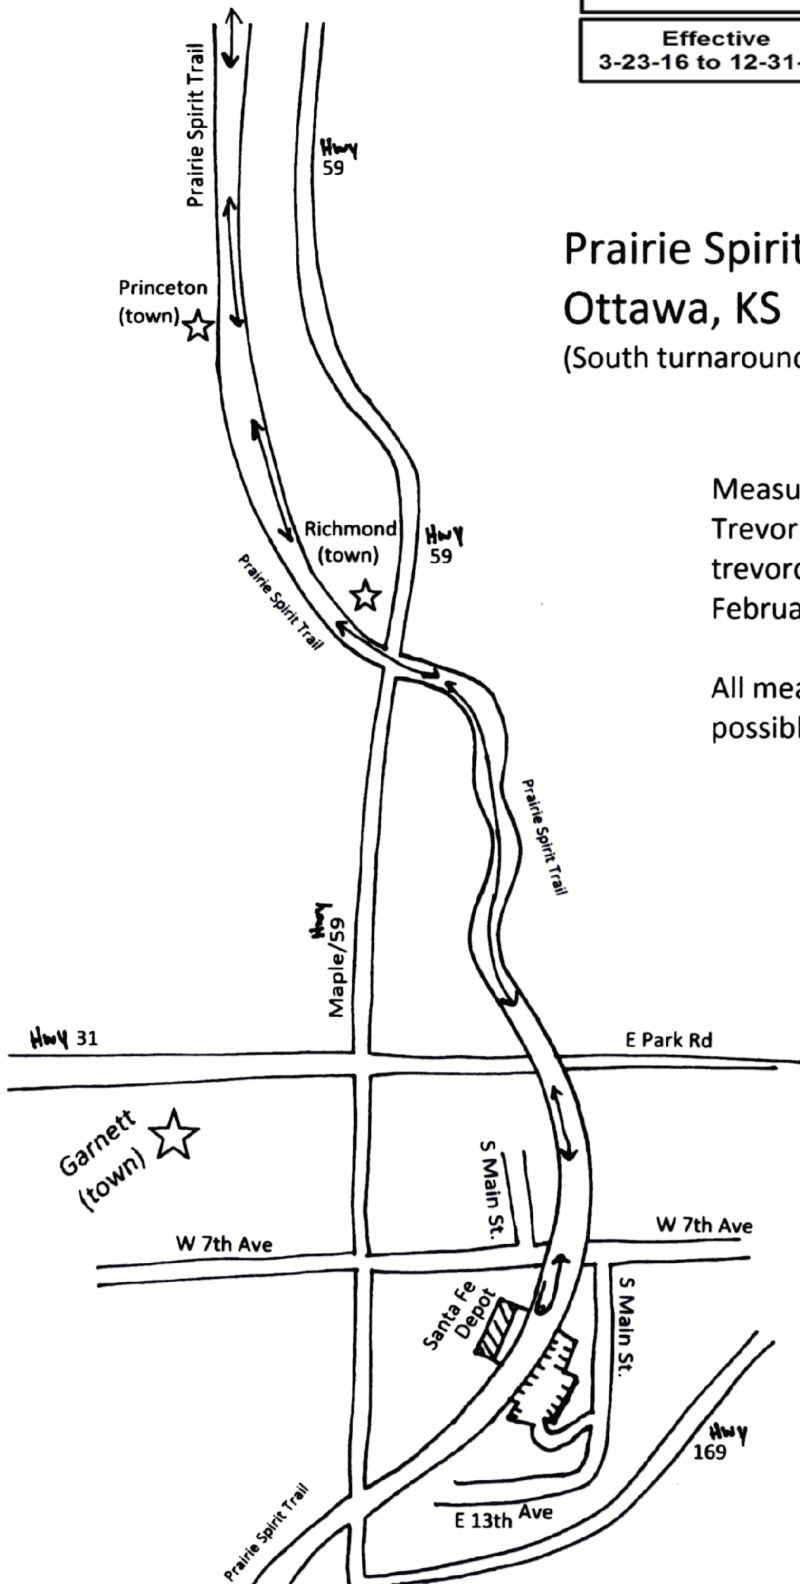 Effective
3-23-16 to 12-31-
Prairie Spirit Trail
Hwy
59
Prairie Spirit
Ottawa, KS
(South turnaround
Princeton
(town)
Measu
Trevor
trevoro
Februa
Richmond
(town)
Hwy
59
Prairie Spirit Trail
All mea
possibl
Prairie Spirit Trail
Hwy
Maple/59
Hwy 31
E Park Rd
Garnett
(town)
S Main St.
W 7th Ave
W 7th Ave
Santa Fe
Depot
S Main St.
Hwy
169
E 13th Ave
Prairie Spirit Trail